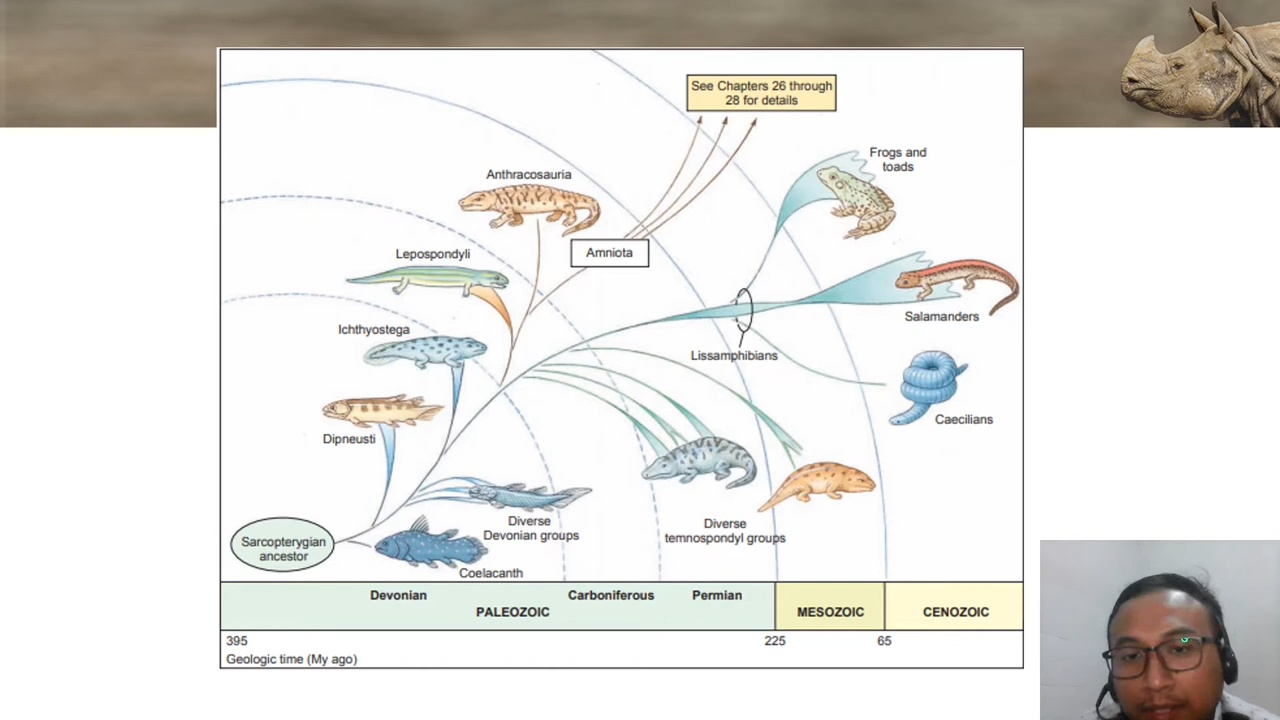 See Chapters 26 through
28 for details
Frogs and
toads
Anthracosauria
Amniota
Lepospondyli
Salamanders
Ichthyostega
Lissamphibians
Caecilians
Dipneusti
Diverse
Devonian groups
Diverse
temnospondyl groups
Sarcopterygian
ancestor
Coelacanth
Devonian
Carboniferous
Permian
PALEOZOIC
MESOZOIC
CENOZOIC
395
225
65
Geologic time (My ago)